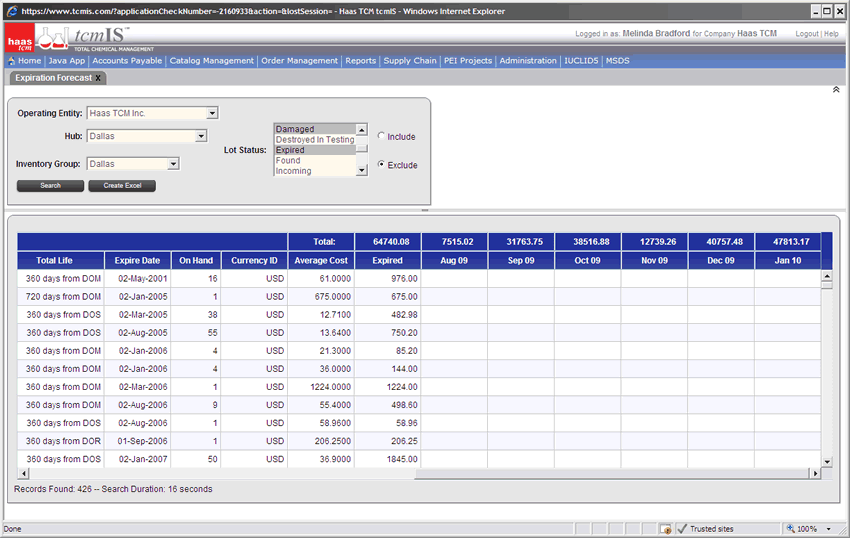 https://www.tcmis.com/?applicationCheckNumber=-2160933&action=&lostSession= - Haas TCM tcmIS - Windows Internet Explorer
haas tcm
tcmIS™
TOTAL CHEMICAL MANAGEMENT
Logged in as: Melinda Bradford for Company Haas TCM Logout | Help
Home | Java App | Accounts Payable | Catalog Management | Order Management | Reports | Supply Chain | PEI Projects | Administration | IUCLID5 | MSDS
Expiration Forecast X
Operating Entity: Haas TCM Inc.
Hub: Dallas
Inventory Group: Dallas
Lot Status:
Damaged
Destroyed In Testing
Expired
Found
Incoming
Include
Exclude
Search Create Excel
Total: 64740.08 7515.02 31763.75 38516.88 12739.26 40757.48 47813.17
Total Life Expire Date On Hand Currency ID Average Cost Expired Aug 09 Sep 09 Oct 09 Nov 09 Dec 09 Jan 10
360 days from DOM 02-May-2001 16 USD 61.0000 976.00
720 days from DOM 02-Jan-2005 1 USD 675.0000 675.00
360 days from DOS 02-Mar-2005 38 USD 12.7100 482.98
360 days from DOS 02-Aug-2005 55 USD 13.6400 750.20
360 days from DOM 02-Jan-2006 4 USD 21.3000 85.20
360 days from DOM 02-Jan-2006 4 USD 36.0000 144.00
360 days from DOM 02-Mar-2006 1 USD 1224.0000 1224.00
360 days from DOM 02-Aug-2006 9 USD 55.4000 498.60
360 days from DOS 02-Aug-2006 1 USD 58.9600 58.96
360 days from DOR 01-Sep-2006 1 USD 206.2500 206.25
360 days from DOS 02-Jan-2007 50 USD 36.9000 1845.00
Records Found: 426 -- Search Duration: 16 seconds
Done Trusted sites 100%